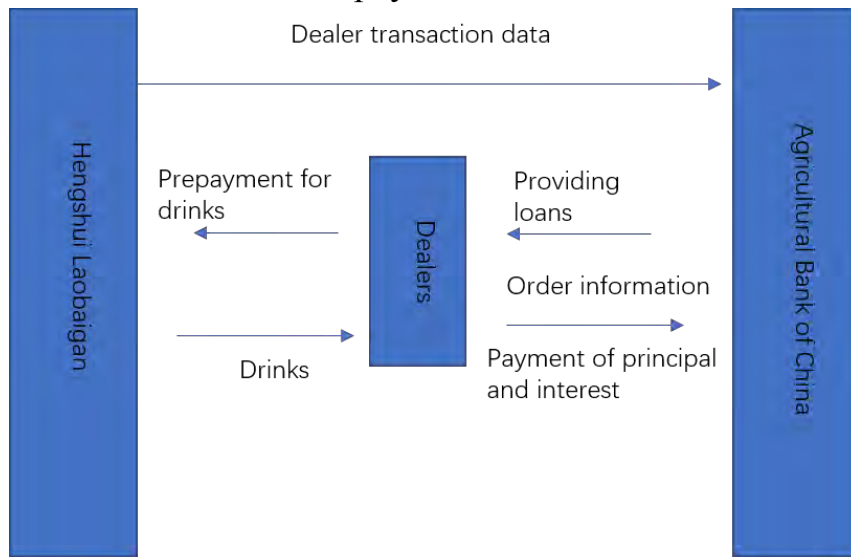 Dealer transaction data
Hengshui Laobaigan
Prepayment for
drinks
Dealers
Providing
loans
Agricultural Bank of China
Order information
Drinks
Payment of principal
and interest